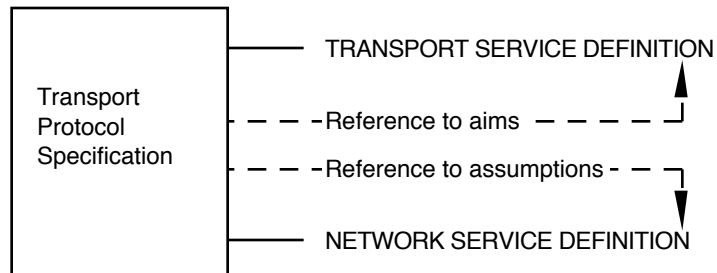 TRANSPORT SERVICE DEFINITION
Transport
Protocol
Specification
Reference to aims
Reference to assumptions
NETWORK SERVICE DEFINITION